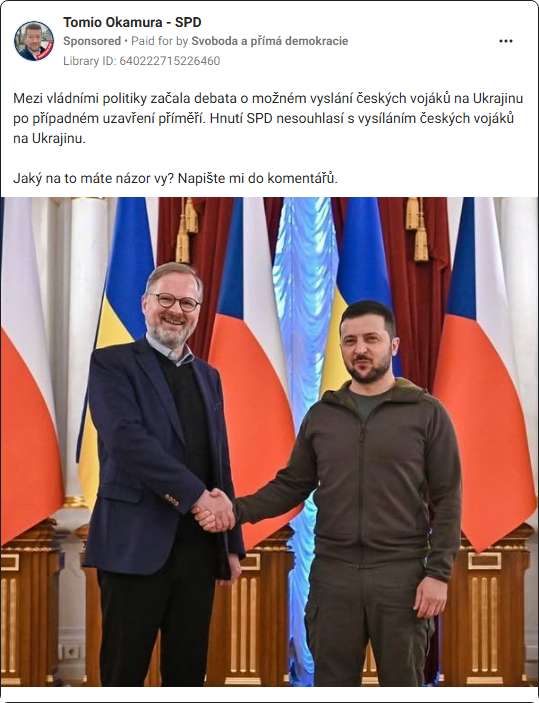 Tomio Okamura - SPD
Sponsored • Paid for by Svoboda a přímá demokracie
Library ID: 640222715226460
Mezi vládními politiky začala debata o možném vyslání českých vojáků na Ukrajinu
po případném uzavření příměří. Hnutí SPD nesouhlasí s vysíláním českých vojáků
na Ukrajinu.
Jaký na to máte názor vy? Napište mi do komentářů.